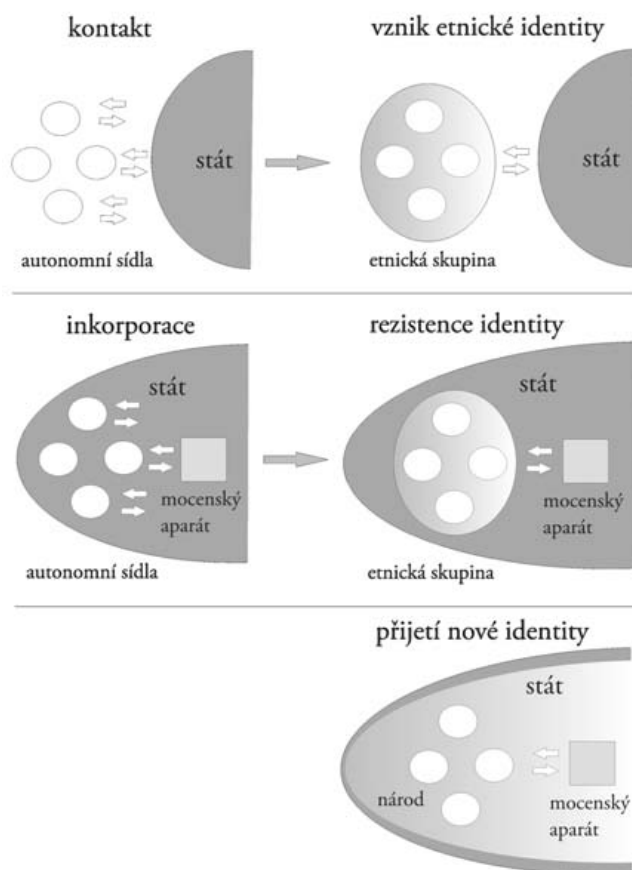 kontakt
vznik etnické identity
stát
stát
autonomní sídla
etnická skupina
inkorporace
rezistence identity
stát
stát
mocenský
aparát
mocenský
aparát
autonomní sídla
etnická skupina
přijetí nové identity
stát
národ
mocenský
aparát